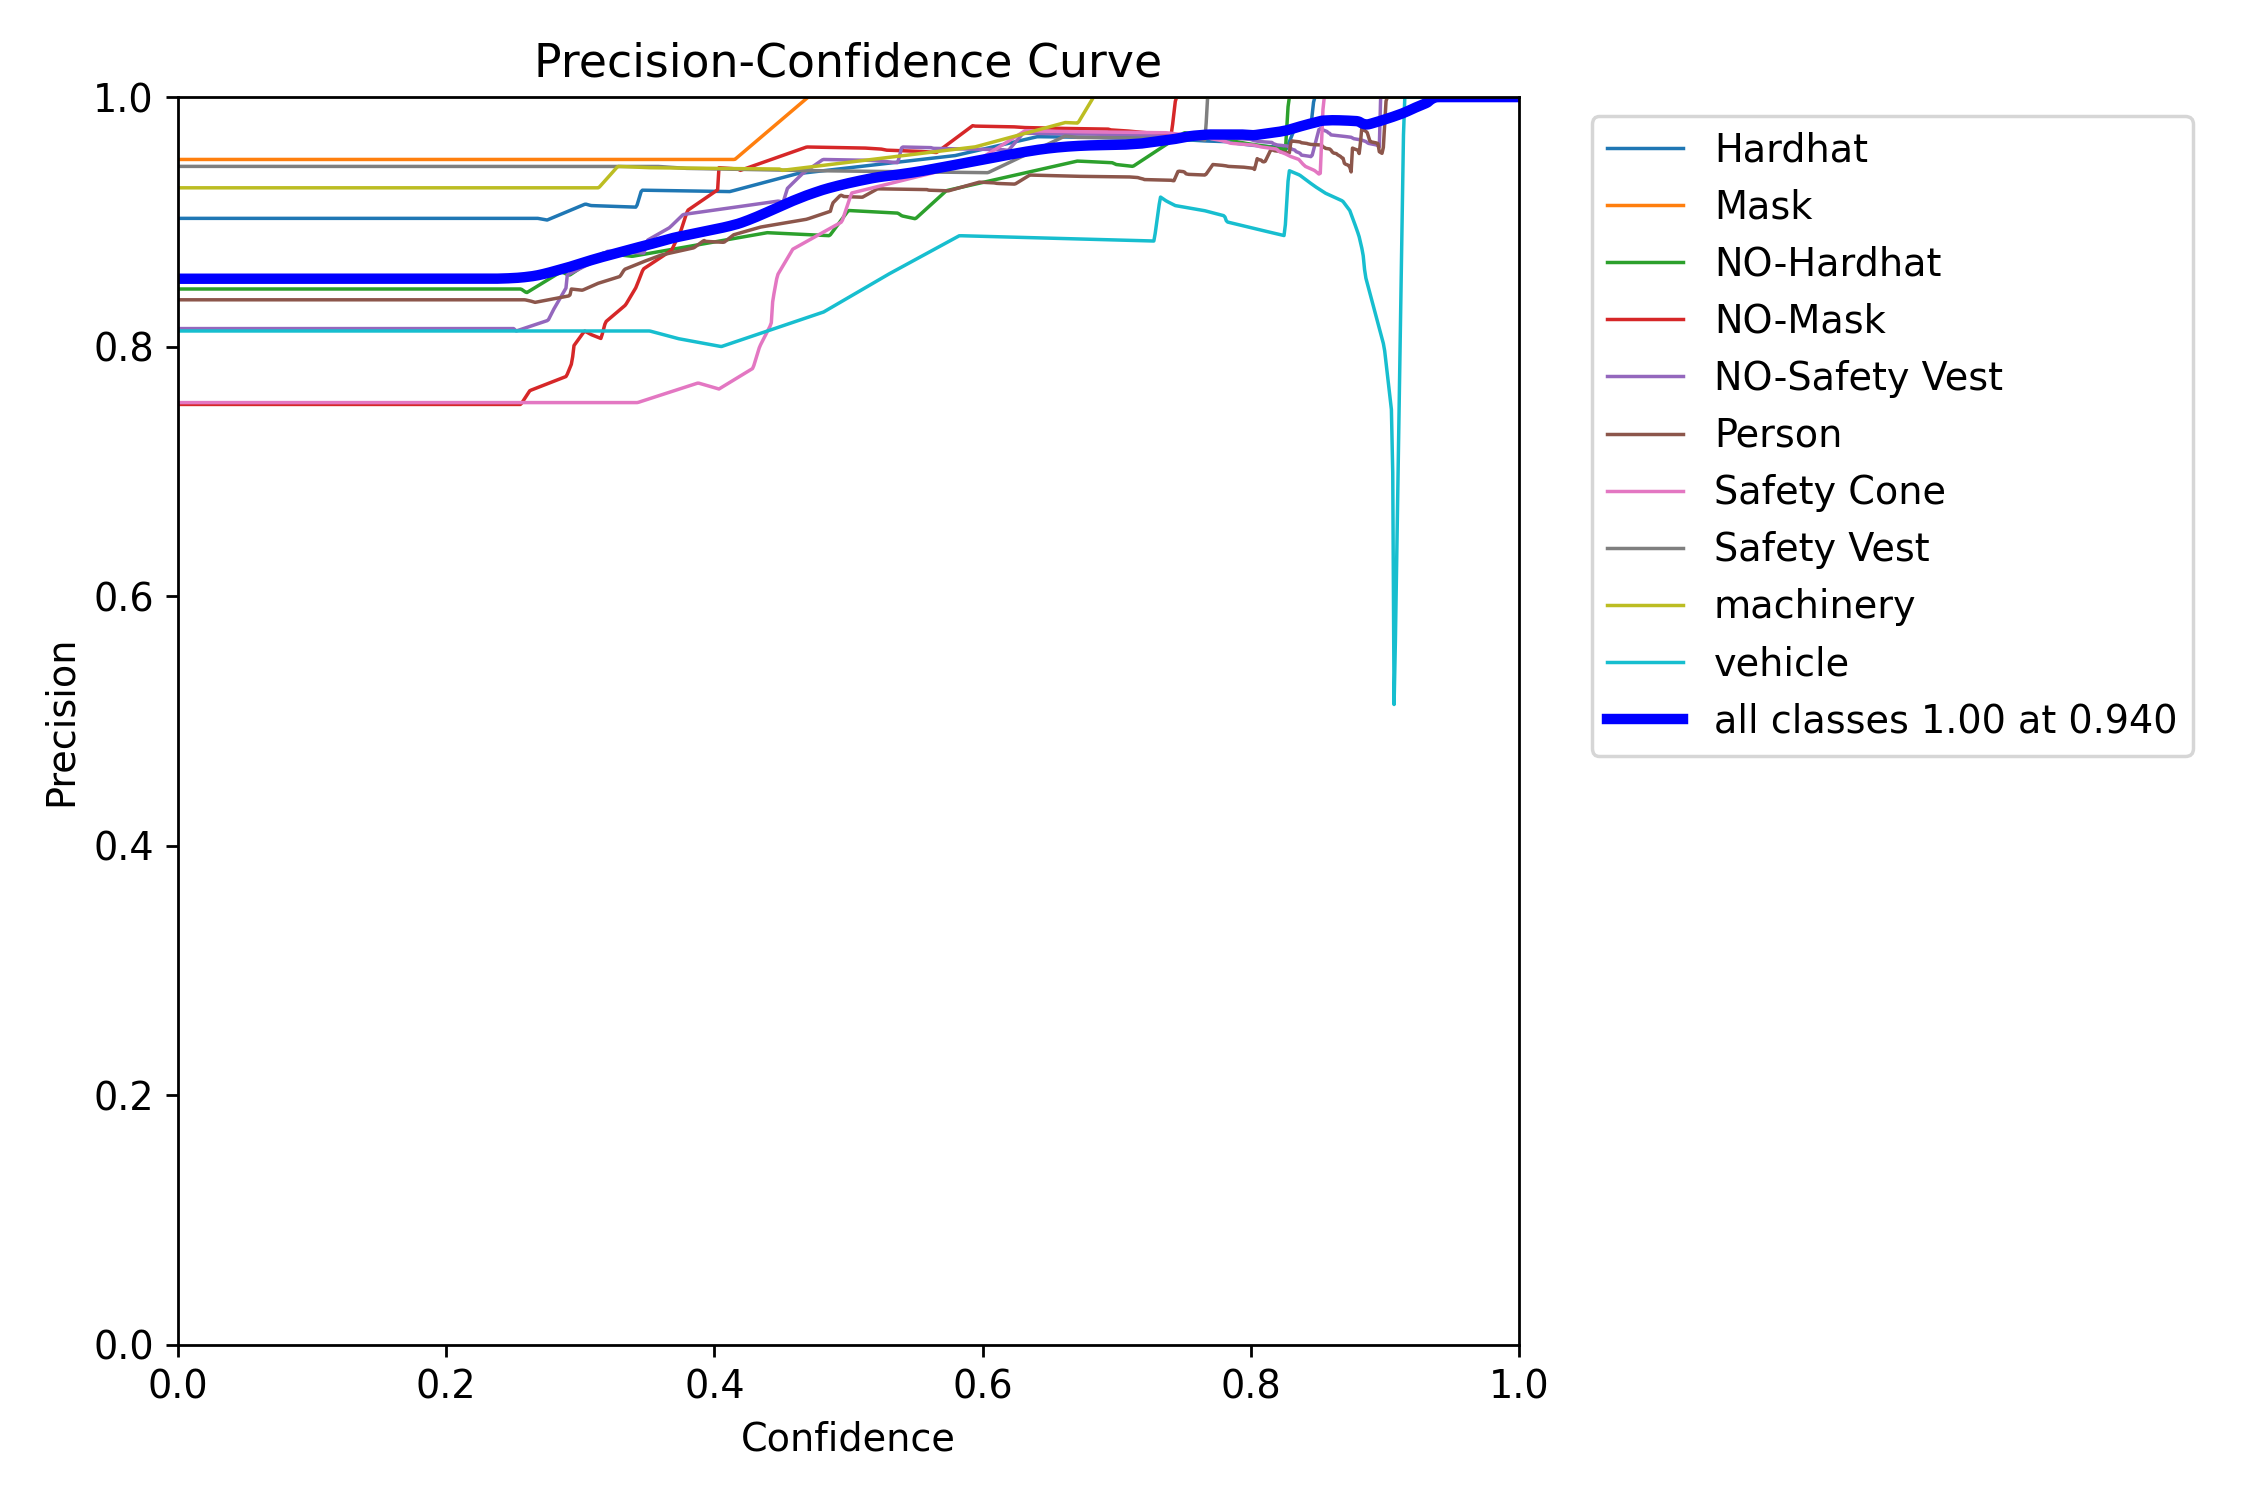 Precision-Confidence Curve
1.0
0.8
0.6
0.4
0.2
0.0
Precision
0.0 0.2 0.4 0.6 0.8 1.0
Confidence
Hardhat
Mask
NO-Hardhat
NO-Mask
NO-Safety Vest
Person
Safety Cone
Safety Vest
machinery
vehicle
all classes 1.00 at 0.940